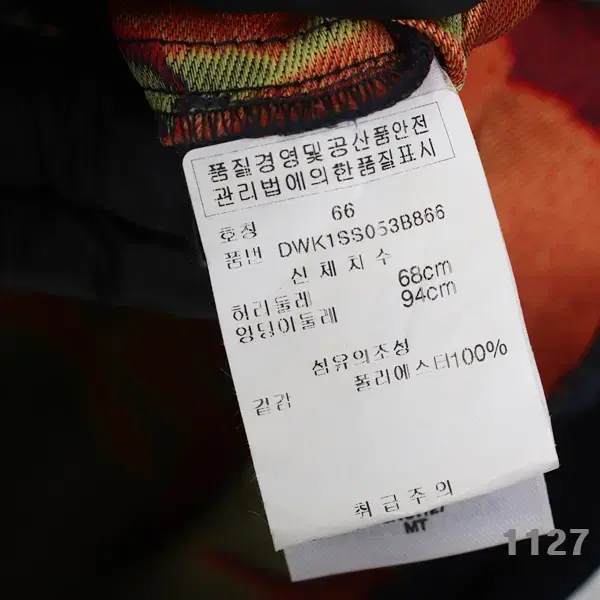 품질경영및공산품안전
관리법에의한품질표시
호칭 66
품번 DWK1SS053B866
신체치수
허리둘레 68cm
엉덩이둘레 94cm
섬유의조성
겉감 폴리에스터100%
취급주의
MT
1127